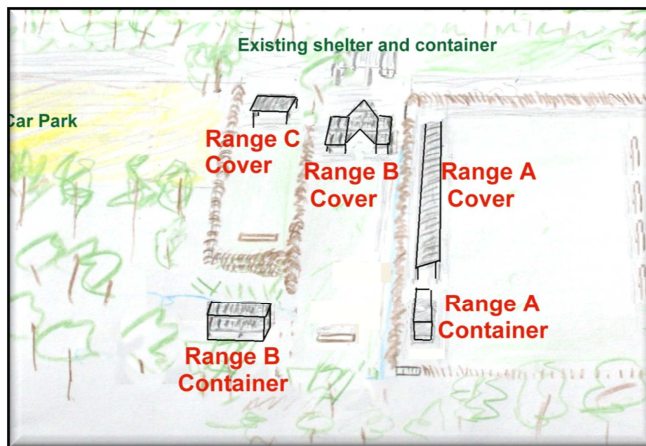 Existing shelter and container
Car Park
Range C
Cover
Range B
Cover
Range A
Cover
Range B
Container
Range A
Container